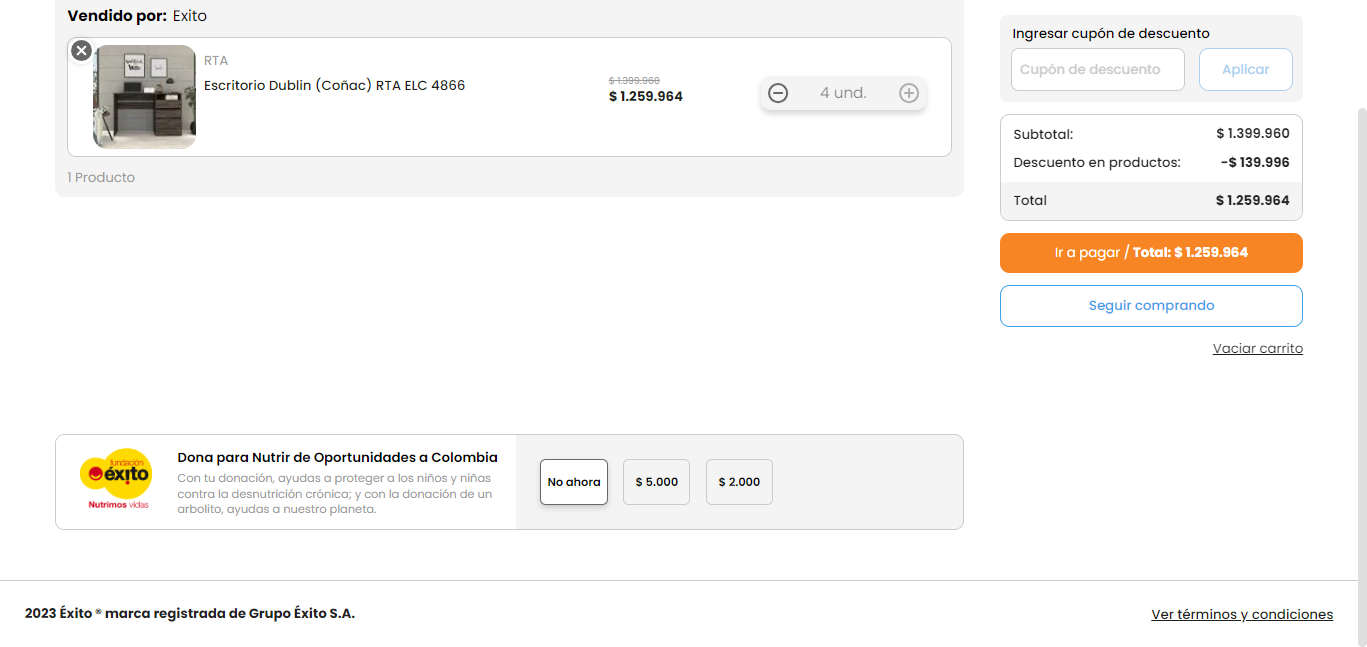 Vendido por: Exito
RTA
Escritorio Dublin (Coñac) RTA ELC 4866
$ 1.399.960
$ 1.259.964
4 und.
1 Producto
Ingresar cupón de descuento
Cupón de descuento
Aplicar
Subtotal: $ 1.399.960
Descuento en productos: -$ 139.996
Total $ 1.259.964
Ir a pagar / Total: $ 1.259.964
Seguir comprando
Vaciar carrito
fundación
éxito
Nutrimos vidas
Dona para Nutrir de Oportunidades a Colombia
Con tu donación, ayudas a proteger a los niños y niñas
contra la desnutrición crónica; y con la donación de un
arbolito, ayudas a nuestro planeta.
No ahora
$ 5.000
$ 2.000
2023 Éxito ® marca registrada de Grupo Éxito S.A.
Ver términos y condiciones